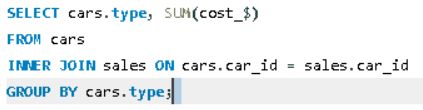 SELECT cars.type, SUM(cost_$)
FROM cars
INNER JOIN sales ON cars.car_id = sales.car_id
GROUP BY cars.type;